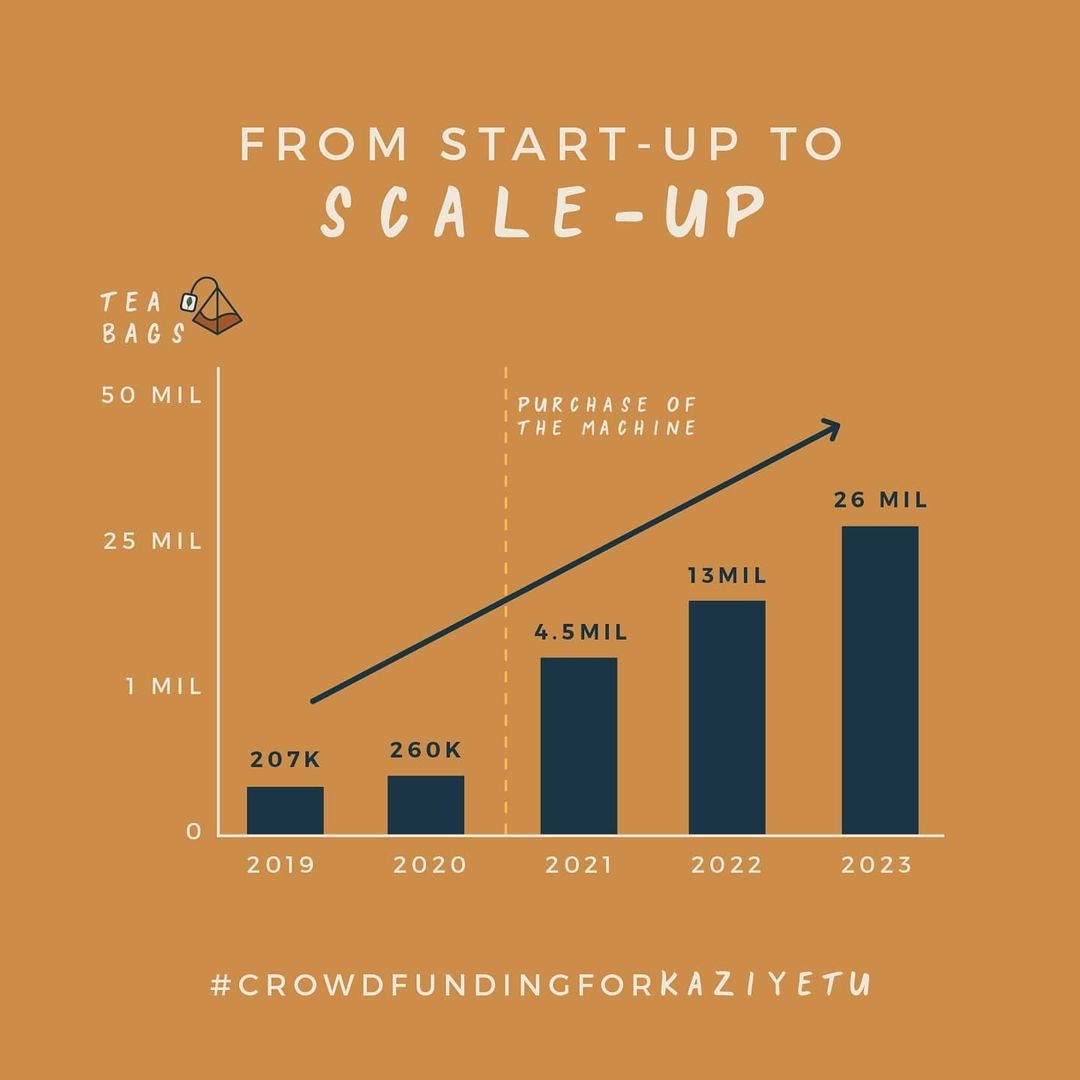 FROM START-UP TO
SCALE-UP
TEA
BAGS
50 MIL
PURCHASE OF
THE MACHINE
26 MIL
25 MIL
13MIL
4.5MIL
1 MIL
207K
260K
0
2019
2020
2021
2022
2023
#CROWDFUNDINGFORKAZIYETU